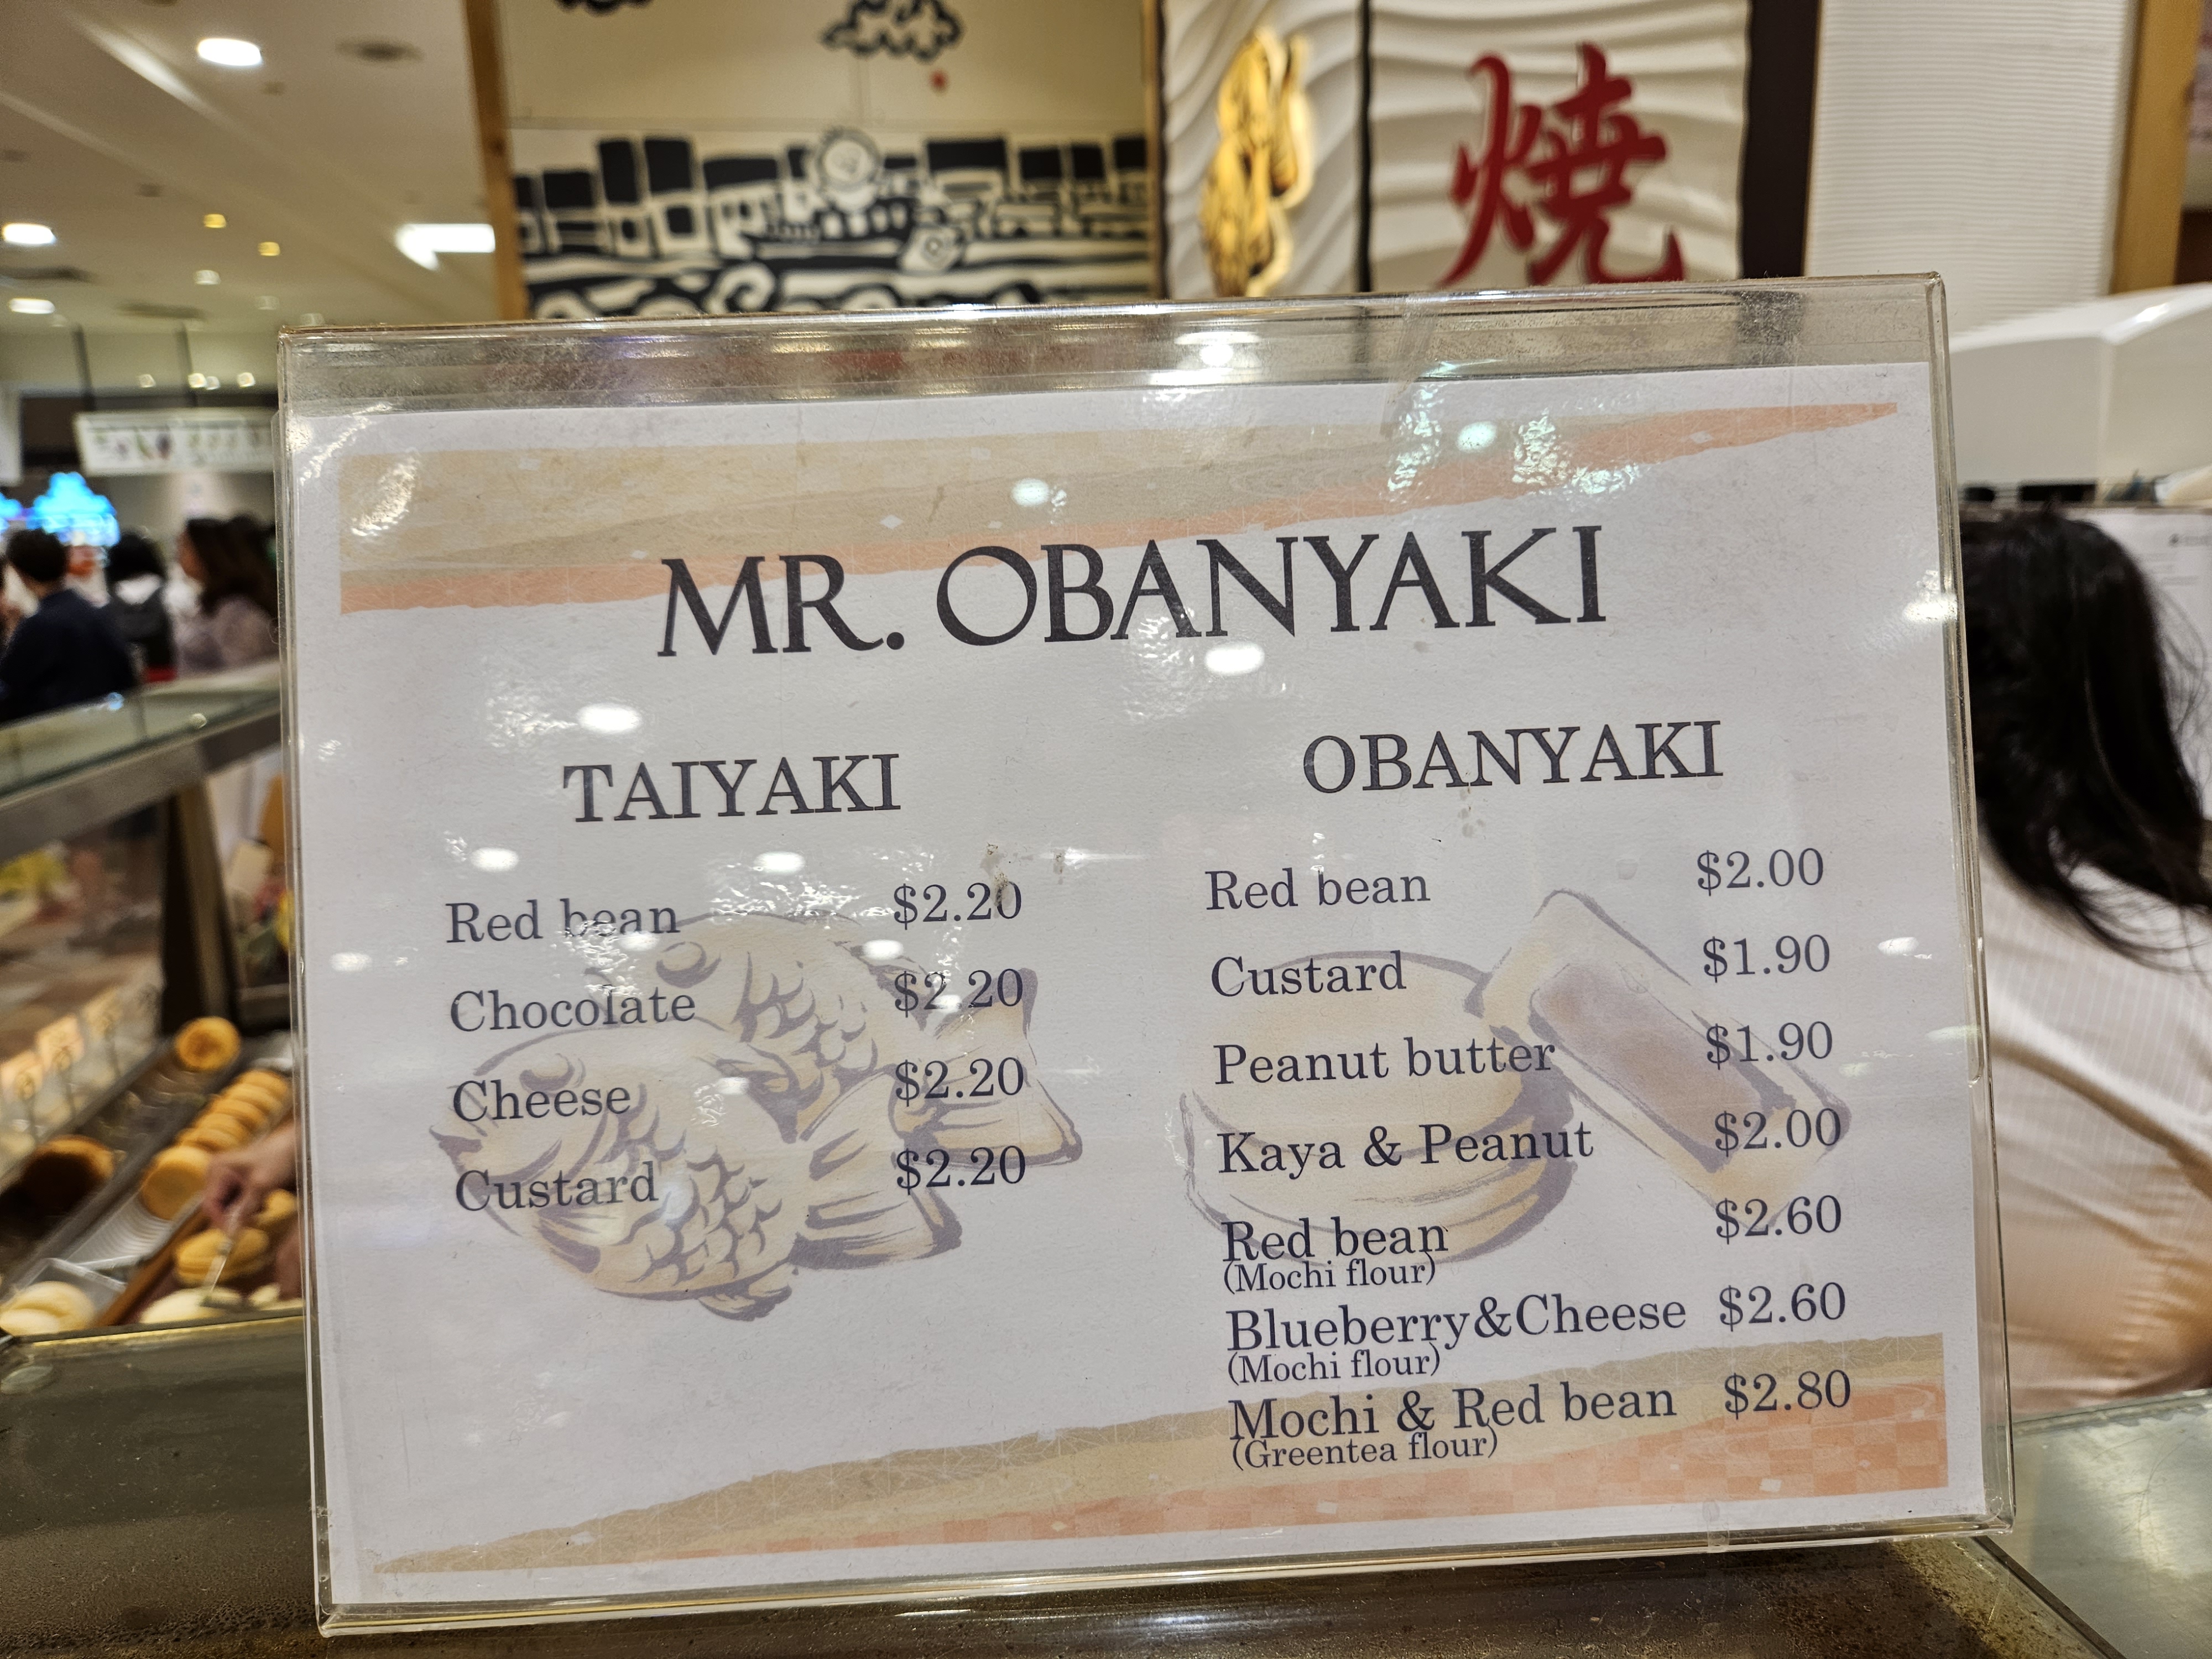 焼
MR. OBANYAKI
TAIYAKI
Red bean $2.20
Chocolate $2.20
Cheese $2.20
Custard $2.20
OBANYAKI
Red bean $2.00
Custard $1.90
Peanut butter $1.90
Kaya & Peanut $2.00
Red bean $2.60
(Mochi flour)
Blueberry&Cheese $2.60
(Mochi flour)
Mochi & Red bean $2.80
(Greentea flour)